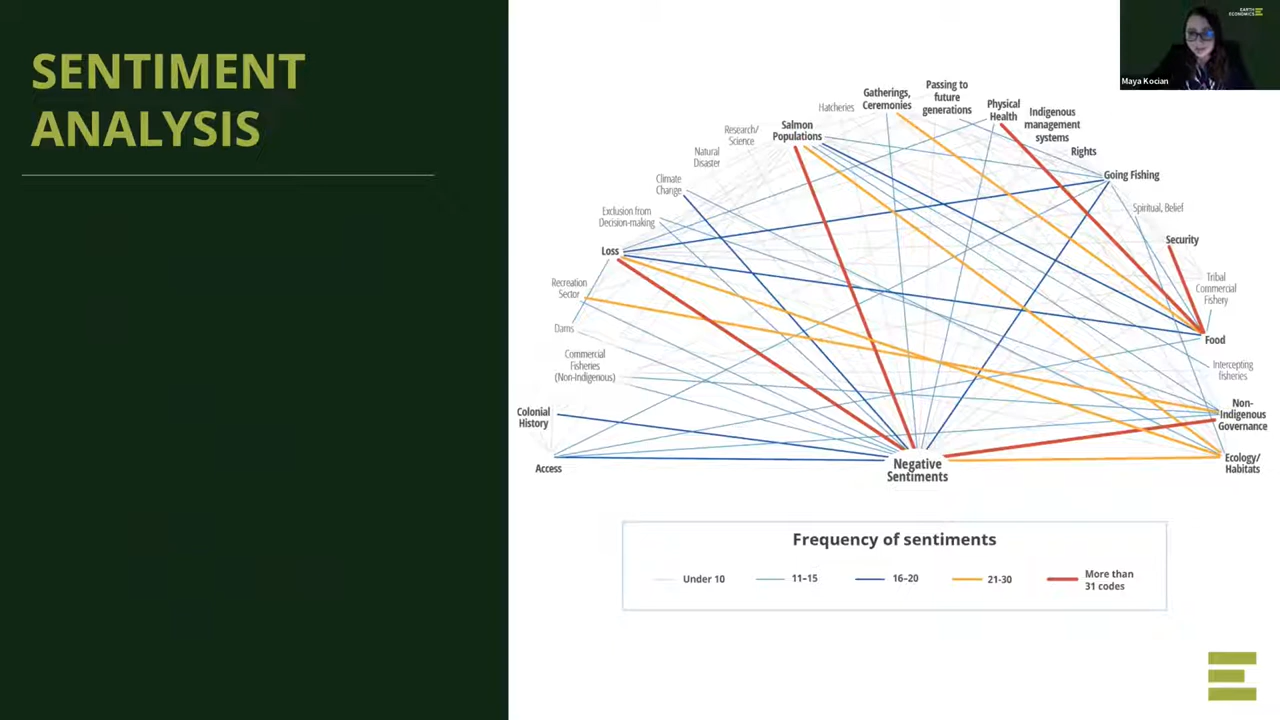 SENTIMENT
ANALYSIS
EARTH
ECONOMICS
Maya Kocian
Passing to
future
generations
Gatherings,
Ceremonies
Hatcheries
Physical
Health
Indigenous
management
systems
Salmon
Populations
Research/
Science
Rights
Natural
Disaster
Going Fishing
Climate
Change
Spiritual, Belief
Exclusion from
Decision-making
Security
Loss
Tribal
Commercial
Fishery
Recreation
Sector
Dams
Food
Commercial
Fisheries
(Non-Indigenous)
Intercepting
fisheries
Colonial
History
Non-
Indigenous
Governance
Access
Negative
Sentiments
Ecology/
Habitats
Frequency of sentiments
Under 10
11–15
16–20
21-30
More than
31 codes